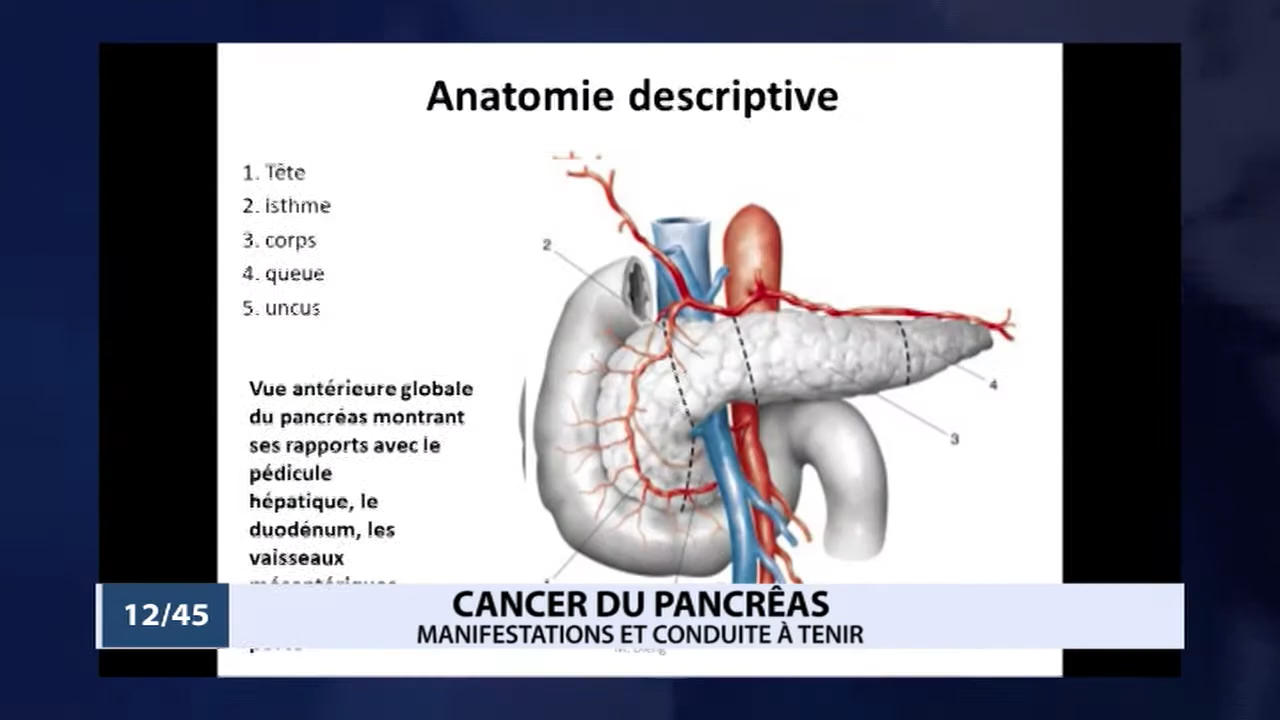 Anatomie descriptive
1. Tête
2. isthme
3. corps
4. queue
5. uncus
2
4
3
Vue antérieure globale
du pancréas montrant
ses rapports avec le
pédicule
hépatique, le
duodénum, les
vaisseaux
12/45
CANCER DU PANCRÊAS
MANIFESTATIONS ET CONDUITE À TENIR